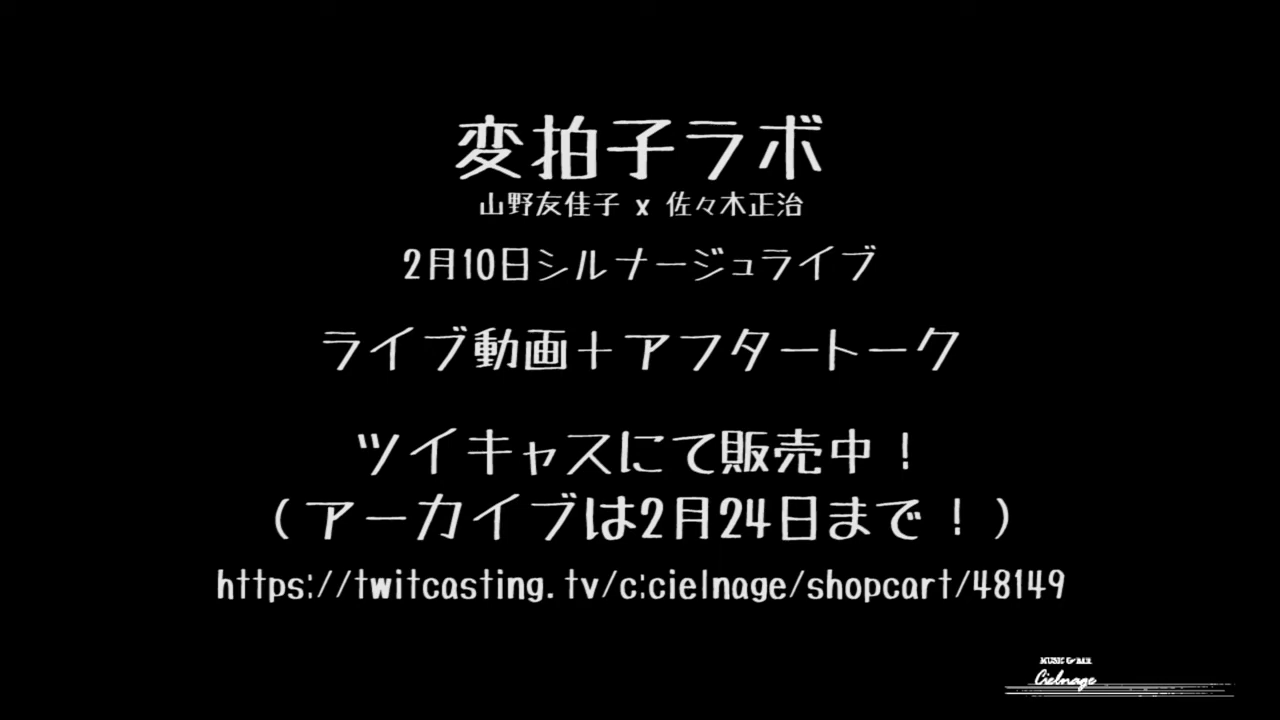 変拍子ラボ
山野友佳子 x 佐々木正治
2月10日シルナージュライブ
ライブ動画＋アフタートーク
ツイキャスにて販売中！
（アーカイブは2月24日まで！）
https://twitcasting.tv/c:cielnage/shopcart/48149
MUSIC & BAR
Cielnage